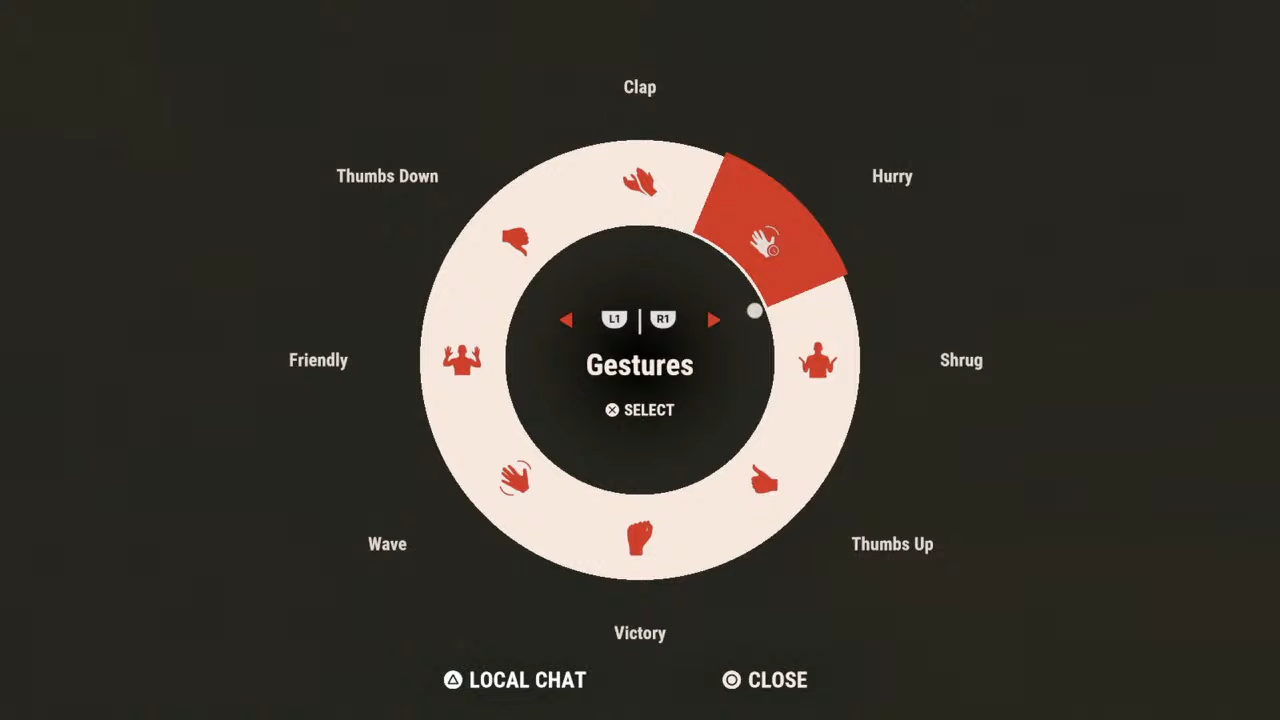 Clap
Thumbs Down
Hurry
L1 | R1
Friendly
Gestures
Shrug
SELECT
Wave
Thumbs Up
Victory
LOCAL CHAT
CLOSE